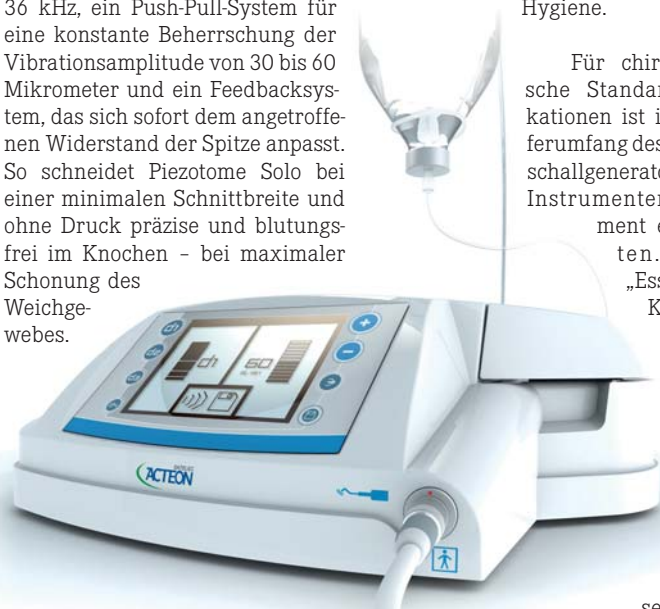 36 kHz, ein Push-Pull-System für
eine konstante Beherrschung der
Vibrationsamplitude von 30 bis 60
Mikrometer und ein Feedbacksys-
tem, das sich sofort dem angetroffe-
nen Widerstand der Spitze anpasst.
So schneidet Piezotome Solo bei
einer minimalen Schnittbreite und
ohne Druck präzise und blutungs-
frei im Knochen – bei maximaler
Schonung des
Weichge-
webes.
Hygiene.
Für chir
sche Standar
kationen ist i
ferumfang des
schallgenerato
Instrumenten
ment e
ten.
„Ess
K
se
60
ACTEON